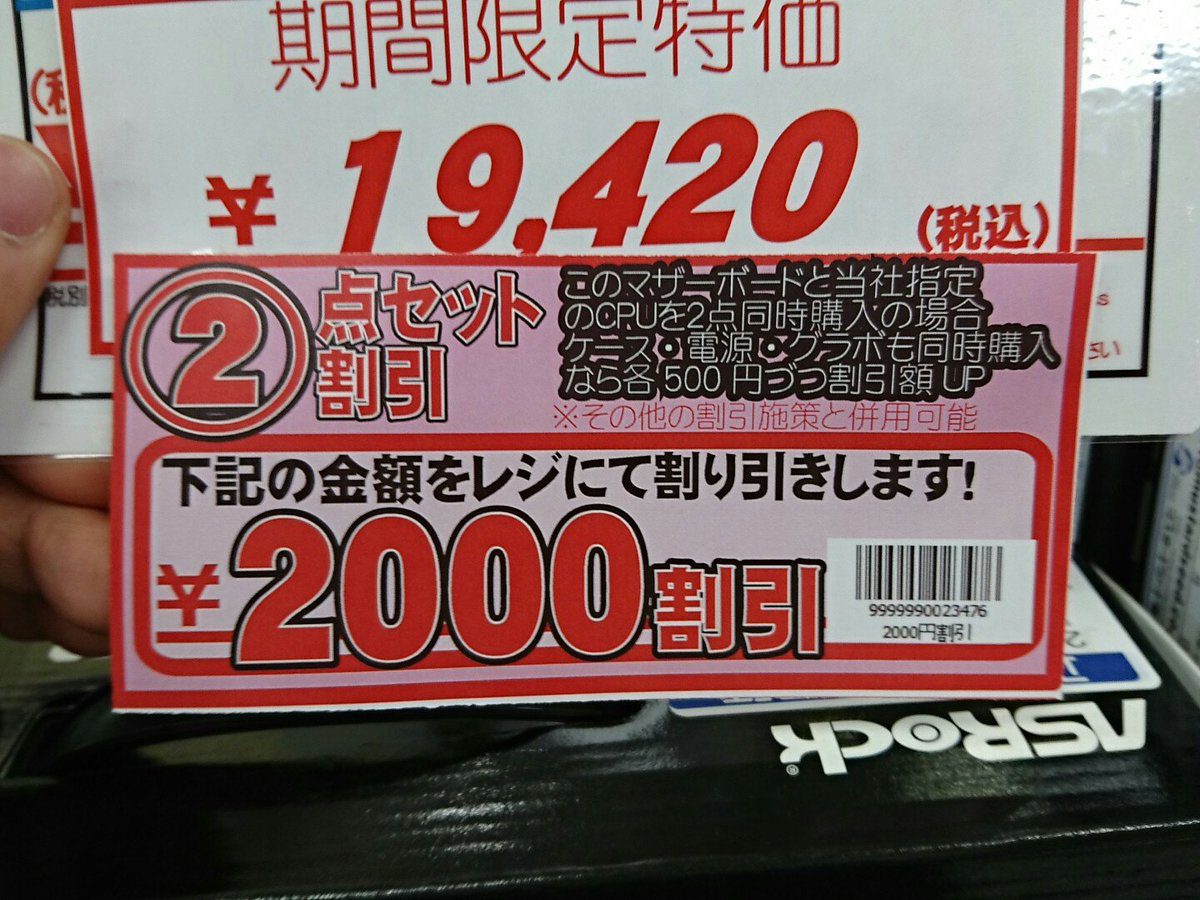 期間限定特価
¥19,420
(税込)
②点セット
割引
このマザーボードと当社指定
のCPUを2点同時購入の場合
ケース・電源・グラボも同時購入
なら各500円づつ割引額UP
※その他の割引施策と併用可能
下記の金額をレジにて割り引きします!
¥2000割引
9999990023476
2000円割引
税別
ASRock®